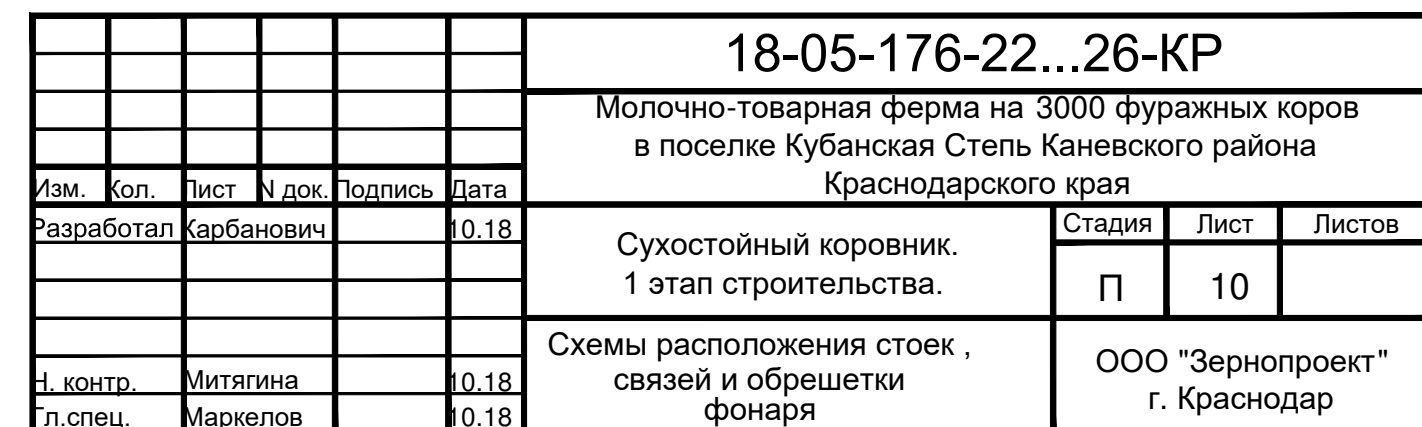 18-05-176-22...26-КР
Молочно-товарная ферма на 3000 фуражных коров
в поселке Кубанская Степь Каневского района
Краснодарского края
Изм. Кол. Лист N док. Подпись Дата
Разработал Карбанович 10.18
Сухостойный коровник.
1 этап строительства.
Стадия Лист Листов
П 10
Схемы расположения стоек ,
связей и обрешетки
фонаря
ООО "Зернопроект"
г. Краснодар
Н. контр. Митягина 10.18
Гл.спец. Маркелов 10.18